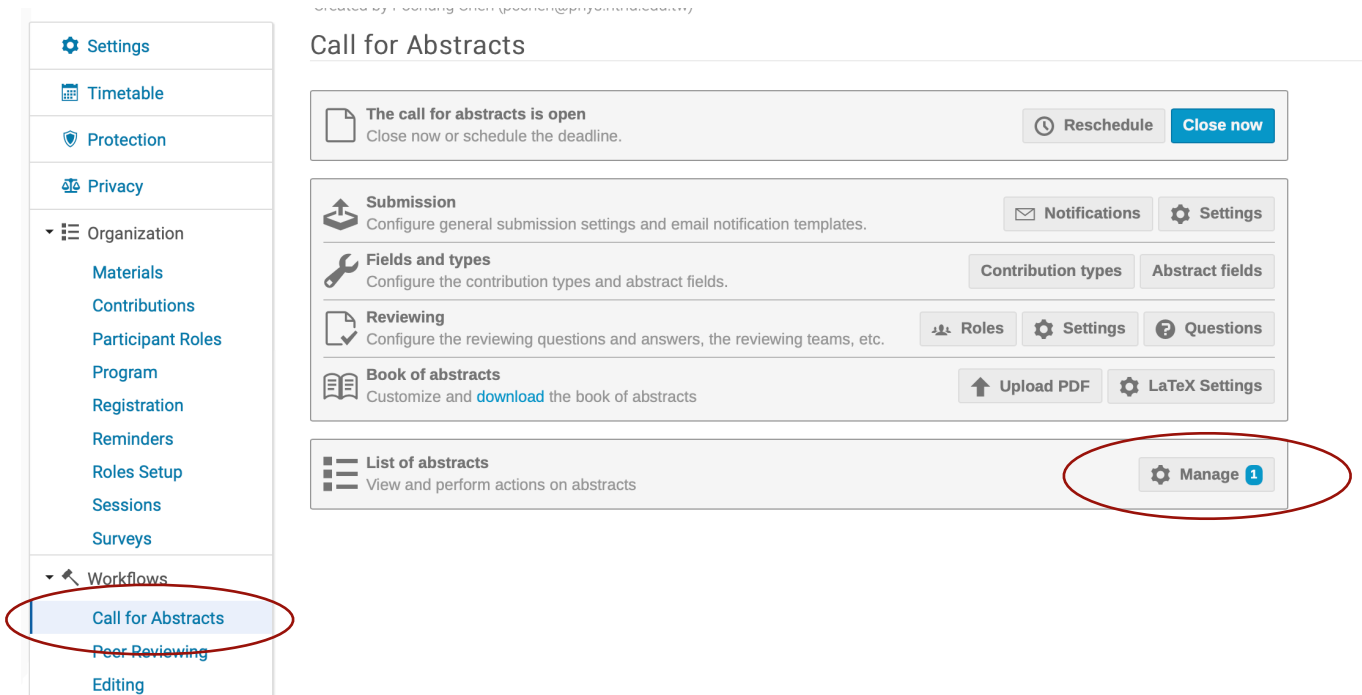 Settings
Timetable
Protection
Privacy
Organization
Materials
Contributions
Participant Roles
Program
Registration
Reminders
Roles Setup
Sessions
Surveys
Workflows
Call for Abstracts
Peer Reviewing
Editing
Call for Abstracts
The call for abstracts is open
Close now or schedule the deadline.
Reschedule
Close now
Submission
Configure general submission settings and email notification templates.
Notifications
Settings
Fields and types
Configure the contribution types and abstract fields.
Contribution types
Abstract fields
Reviewing
Configure the reviewing questions and answers, the reviewing teams, etc.
Roles
Settings
Questions
Book of abstracts
Customize and download the book of abstracts
Upload PDF
LaTeX Settings
List of abstracts
View and perform actions on abstracts
Manage 1